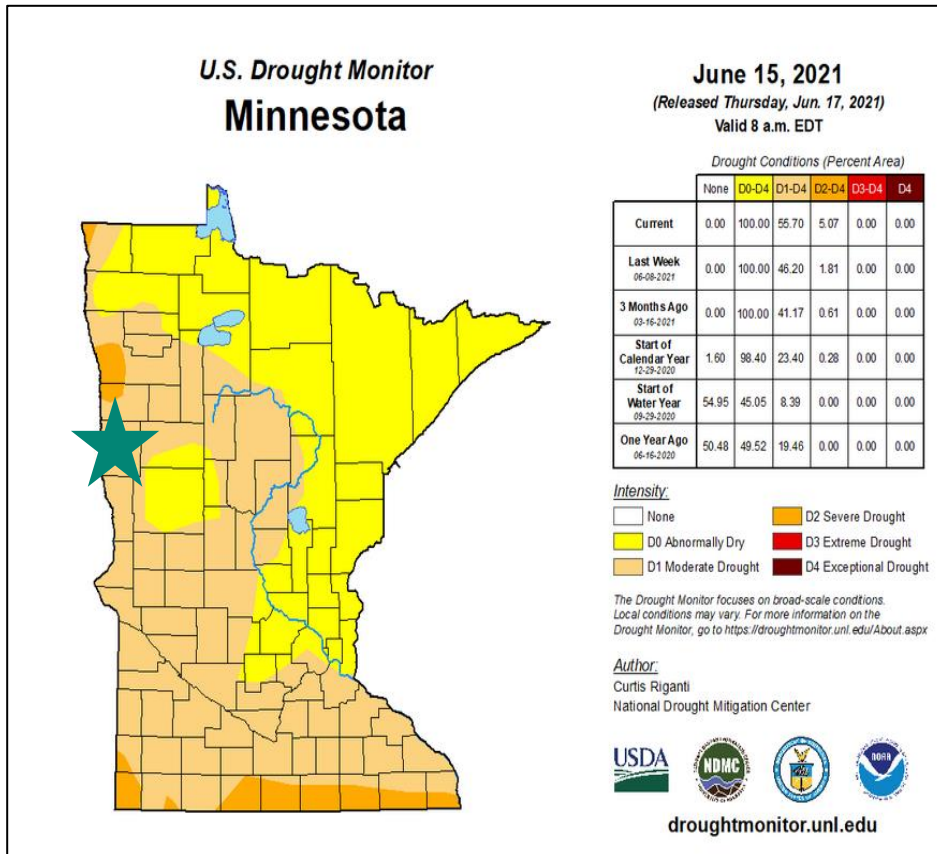 U.S. Drought Monitor
Minnesota
June 15, 2021
(Released Thursday, Jun. 17, 2021)
Valid 8 a.m. EDT
Drought Conditions (Percent Area)
None D0-D4 D1-D4 D2-D4 D3-D4 D4
Current 0.00 100.00 55.70 5.07 0.00 0.00
Last Week
06-08-2021 0.00 100.00 46.20 1.81 0.00 0.00
3 Months Ago
03-16-2021 0.00 100.00 41.17 0.61 0.00 0.00
Start of
Calendar Year
12-29-2020 1.60 98.40 23.40 0.28 0.00 0.00
Start of
Water Year
09-29-2020 54.95 45.05 8.39 0.00 0.00 0.00
One Year Ago
06-16-2020 50.48 49.52 19.46 0.00 0.00 0.00
Intensity:
None
D0 Abnormally Dry
D1 Moderate Drought
D2 Severe Drought
D3 Extreme Drought
D4 Exceptional Drought
The Drought Monitor focuses on broad-scale conditions.
Local conditions may vary. For more information on the
Drought Monitor, go to https://droughtmonitor.unl.edu/About.aspx
Author:
Curtis Riganti
National Drought Mitigation Center
USDA
NDMC
NOAA
droughtmonitor.unl.edu